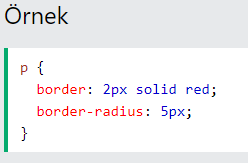 Örnek
p {
  border: 2px solid red;
  border-radius: 5px;
}